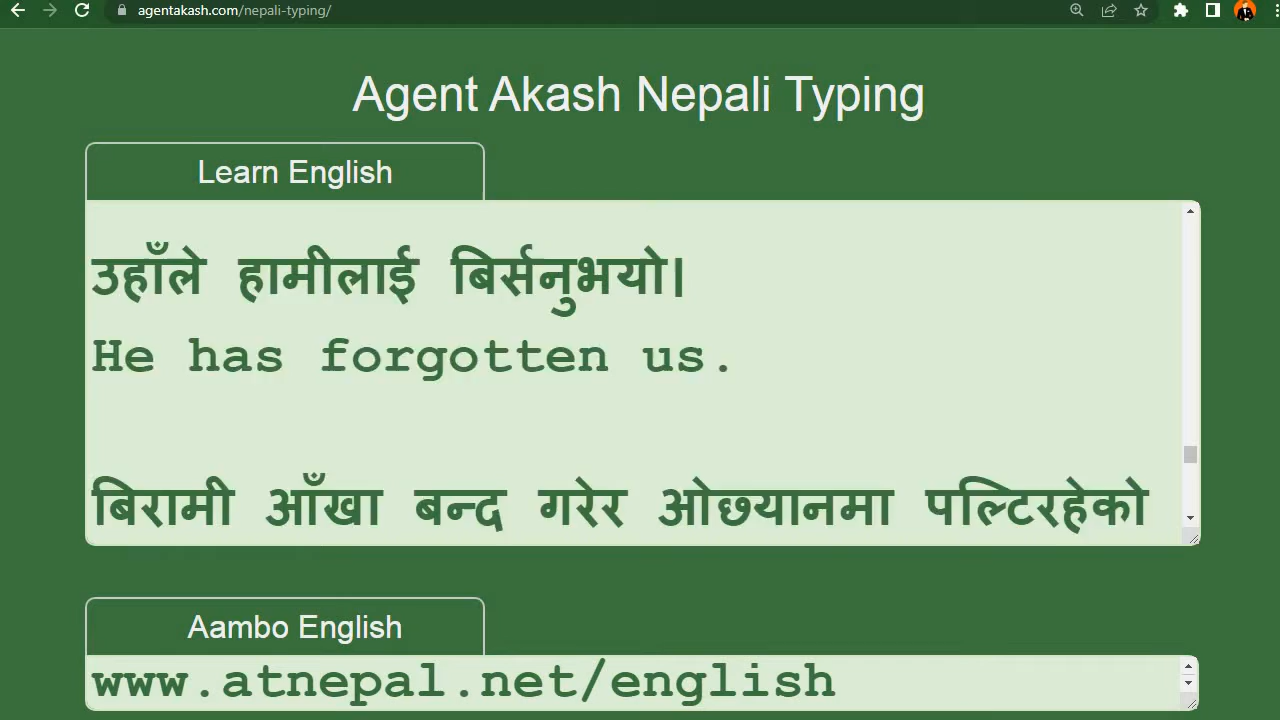 agentakash.com/nepali-typing/
Agent Akash Nepali Typing
Learn English
उहाँले हामीलाई बिर्सनुभयो।
He has forgotten us.
बिरामी आँखा बन्द गरेर ओछ्यानमा पल्टिरहेको
Aambo English
www.atnepal.net/english